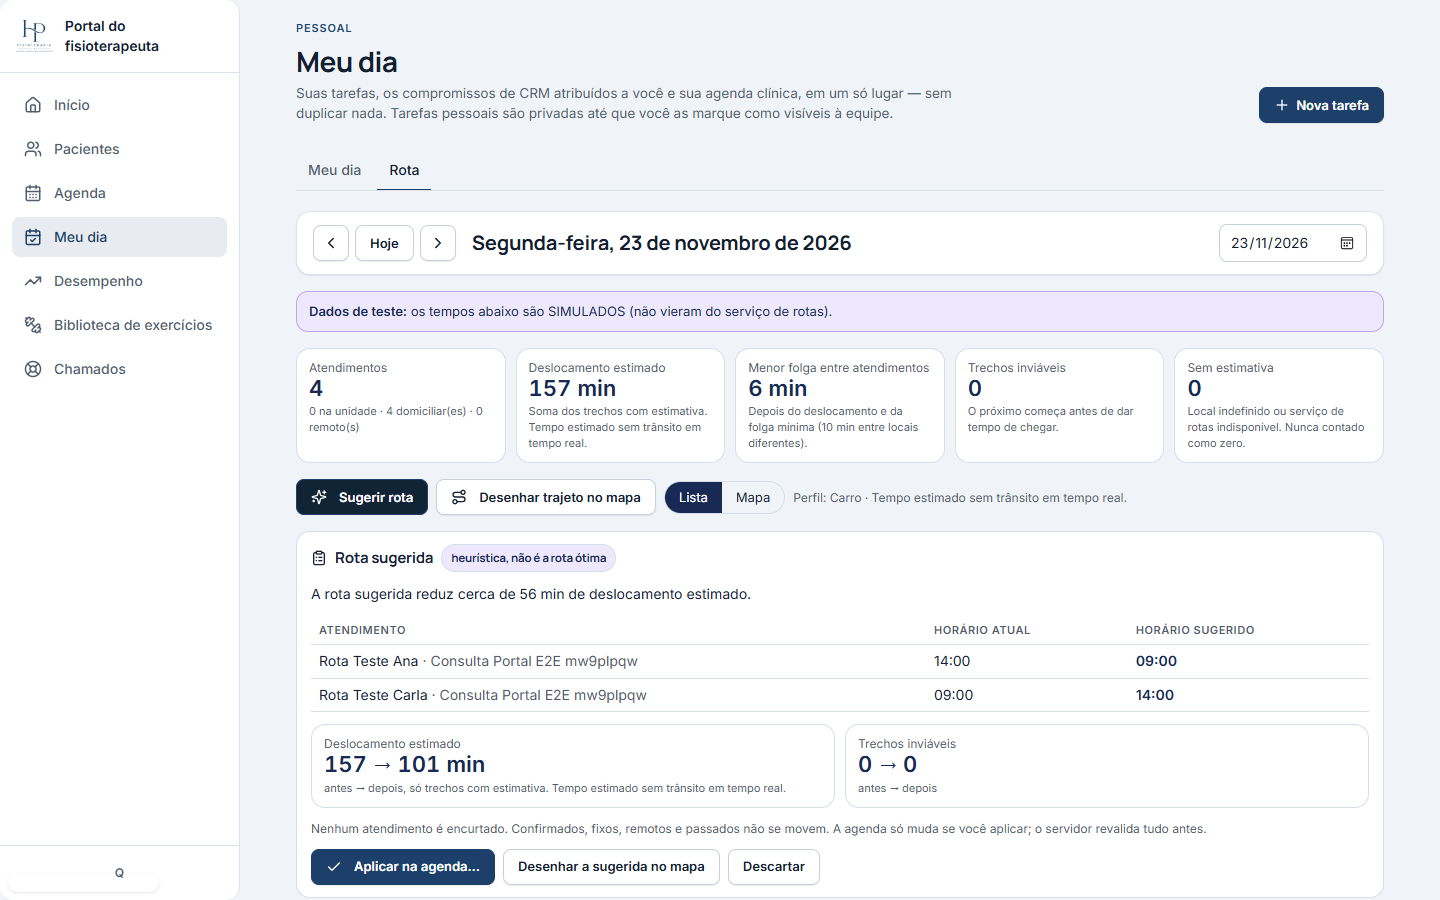 hp
FISIOTERAPIA
Portal do
fisioterapeuta
Início
Pacientes
Agenda
Meu dia
Desempenho
Biblioteca de exercícios
Chamados
Q
PESSOAL
Meu dia
Suas tarefas, os compromissos de CRM atribuídos a você e sua agenda clínica, em um só lugar — sem
duplicar nada. Tarefas pessoais são privadas até que você as marque como visíveis à equipe.
Nova tarefa
Meu dia
Rota
Hoje
Segunda-feira, 23 de novembro de 2026
23/11/2026
Dados de teste: os tempos abaixo são SIMULADOS (não vieram do serviço de rotas).
Atendimentos
4
0 na unidade · 4 domiciliar(es) · 0
remoto(s)
Deslocamento estimado
157 min
Soma dos trechos com estimativa.
Tempo estimado sem trânsito em
tempo real.
Menor folga entre atendimentos
6 min
Depois do deslocamento e da
folga mínima (10 min entre locais
diferentes).
Trechos inviáveis
0
O próximo começa antes de dar
tempo de chegar.
Sem estimativa
0
Local indefinido ou serviço de
rotas indisponível. Nunca contado
como zero.
Sugerir rota
Desenhar trajeto no mapa
Lista
Mapa
Perfil: Carro · Tempo estimado sem trânsito em tempo real.
Rota sugerida
heurística, não é a rota ótima
A rota sugerida reduz cerca de 56 min de deslocamento estimado.
ATENDIMENTO HORÁRIO ATUAL HORÁRIO SUGERIDO
Rota Teste Ana · Consulta Portal E2E mw9plpqw 14:00 09:00
Rota Teste Carla · Consulta Portal E2E mw9plpqw 09:00 14:00
Deslocamento estimado
157 → 101 min
antes → depois, só trechos com estimativa. Tempo estimado sem trânsito em tempo real.
Trechos inviáveis
0 → 0
antes → depois
Nenhum atendimento é encurtado. Confirmados, fixos, remotos e passados não se movem. A agenda só muda se você aplicar; o servidor revalida tudo antes.
Aplicar na agenda...
Desenhar a sugerida no mapa
Descartar